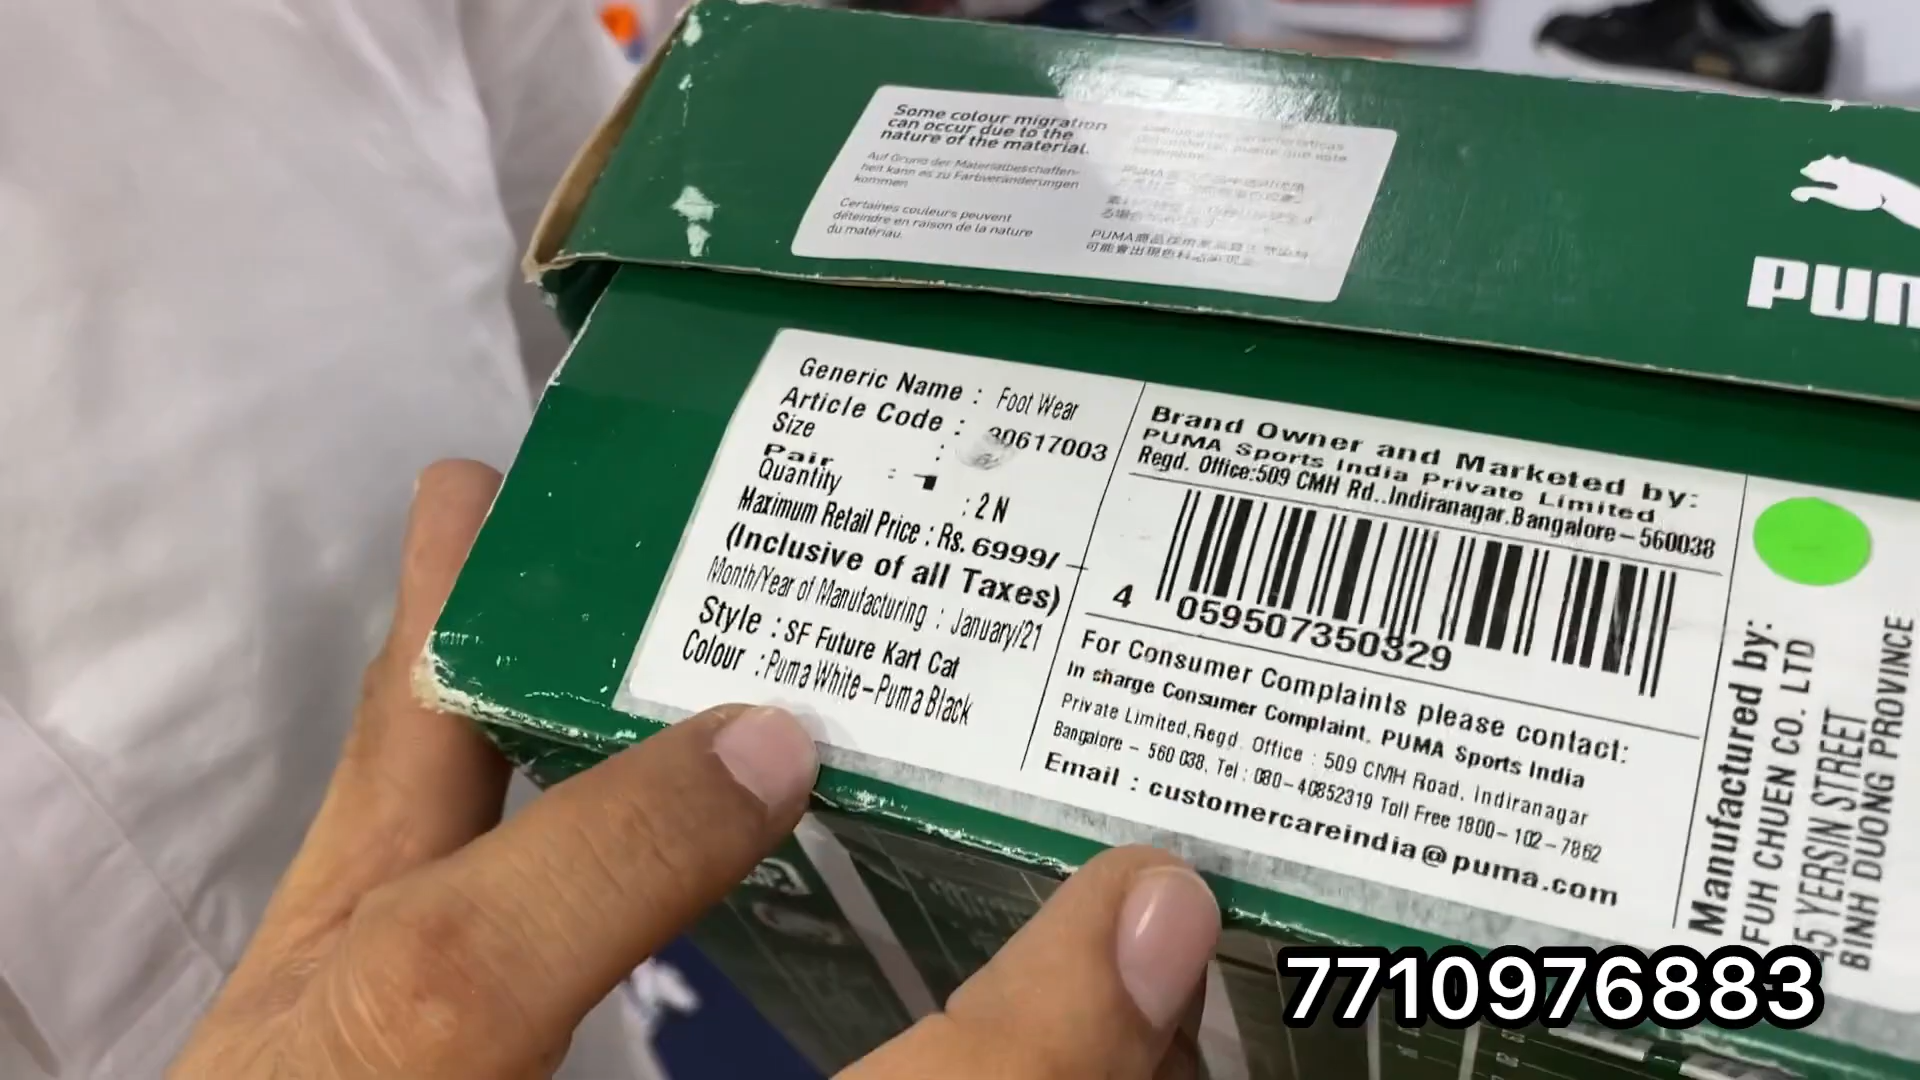 Some colour migration
can occur due to the
nature of the material.
Auf Grund der Materialbeschaffen-
heit kann es zu Farbveränderungen
kommen
Certaines couleurs peuvent
déteindre en raison de la nature
du matériau.
PUMA
Generic Name : Foot Wear
Article Code : 30617003
Size :
Pair : 1
Quantity : 2 N
Maximum Retail Price : Rs. 6999/-
(Inclusive of all Taxes)
Month/Year of Manufacturing : January/21
Style : SF Future Kart Cat
Colour : Puma White-Puma Black
Brand Owner and Marketed by:
PUMA Sports India Private Limited
Regd. Office:509 CMH Rd..Indiranagar.Bangalore-560038
4 059507350329
For Consumer Complaints please contact:
In charge Consumer Complaint. PUMA Sports India
Private Limited,Regd. Office : 509 CMH Road, Indiranagar
Bangalore - 560 038, Tel : 080-40852319 Toll Free 1800-102-7862
Email : customercareindia@puma.com
Manufactured by:
FUH CHUEN CO. LTD
45 YERSIN STREET
BINH DUONG PROVINCE
PUM
7710976883